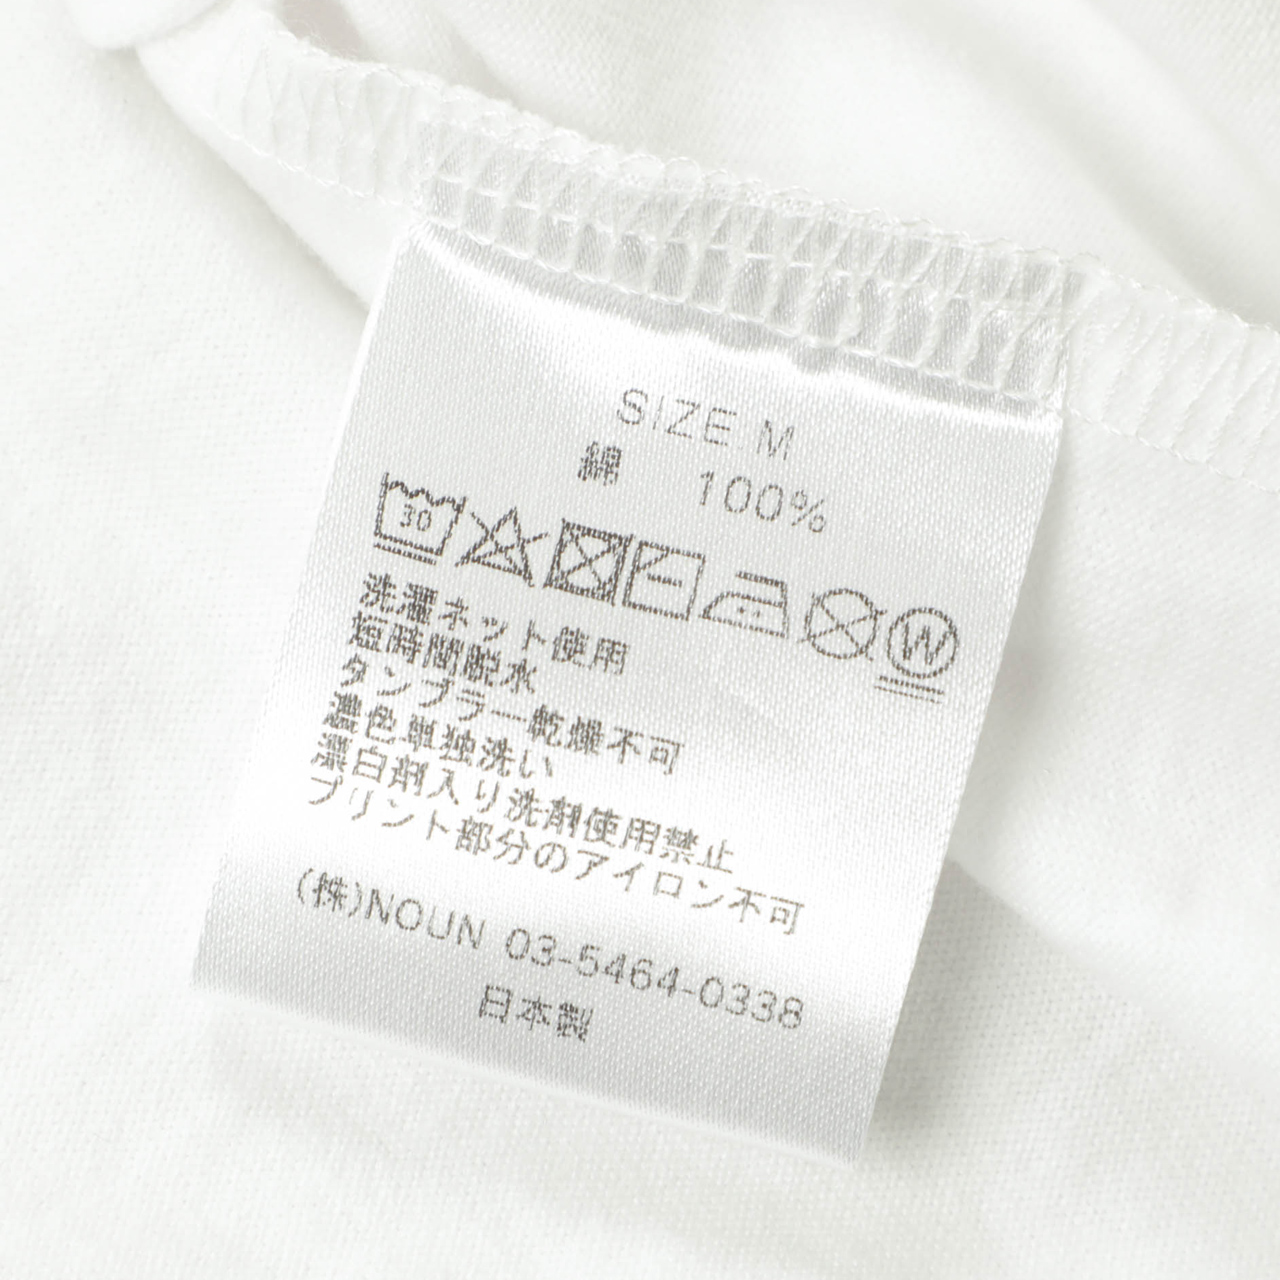 SIZE M
綿 100%
30 W
洗濯ネット使用
短時間脱水
タンブラー乾燥不可
濃色単独洗い
漂白剤入り洗剤使用禁止
プリント部分のアイロン不可
(株)NOUN 03-5464-0338
日本製